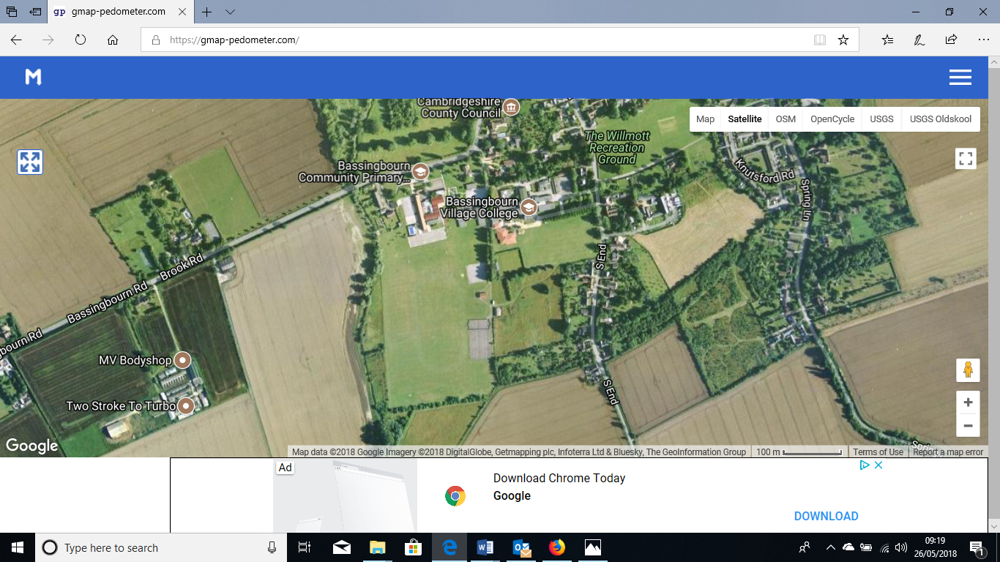 gp gmap-pedometer.com
https://gmap-pedometer.com/
M
Map Satellite OSM OpenCycle USGS USGS Oldskool
Cambridgeshire
County Council
The Willmott
Recreation
Ground
Bassingbourn
Community Primary...
Knutsford Rd
Spring Ln
Bassingbourn
Village College
S End
Brook Rd
Bassingbourn Rd
gbourn Rd
MV Bodyshop
S End
Two Stroke To Turbo
Google
Map data ©2018 Google Imagery ©2018 DigitalGlobe, Getmapping plc, Infoterra Ltd & Bluesky, The GeoInformation Group
100 m
Terms of Use
Report a map error
Ad
Download Chrome Today
Google
DOWNLOAD
Type here to search
09:19
26/05/2018
1